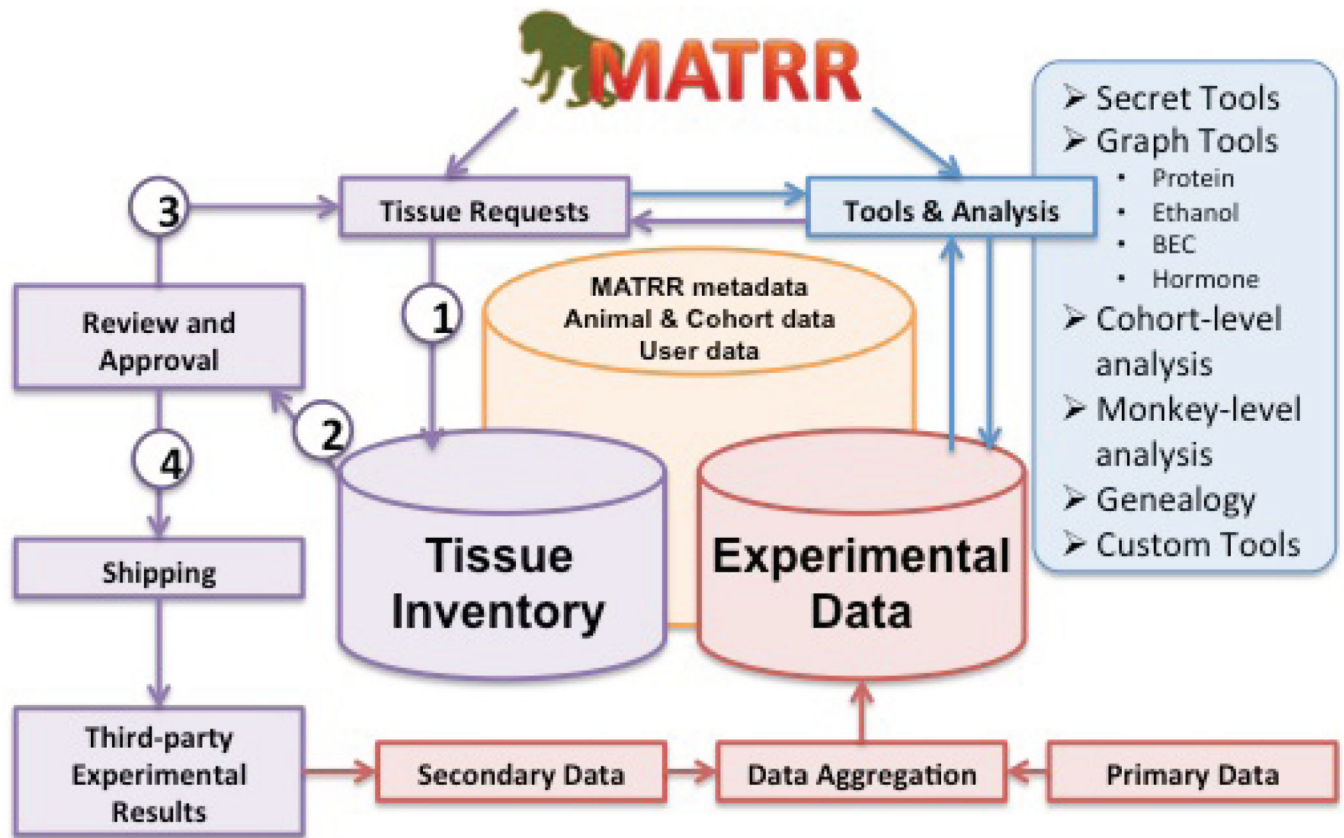 MATRR
➢ Secret Tools
➢ Graph Tools
• Protein
• Ethanol
• BEC
• Hormone
➢ Cohort-level
analysis
➢ Monkey-level
analysis
➢ Genealogy
➢ Custom Tools
Tissue Requests
Tools & Analysis
3
1
2
4
Review and
Approval
MATRR metadata
Animal & Cohort data
User data
Shipping
Tissue
Inventory
Experimental
Data
Third-party
Experimental
Results
Secondary Data
Data Aggregation
Primary Data